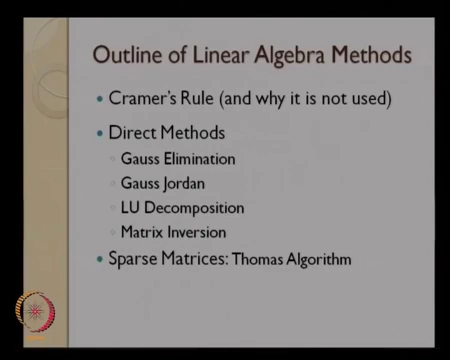 Outline of Linear Algebra Methods
Cramer's Rule (and why it is not used)
Direct Methods
Gauss Elimination
Gauss Jordan
LU Decomposition
Matrix Inversion
Sparse Matrices: Thomas Algorithm